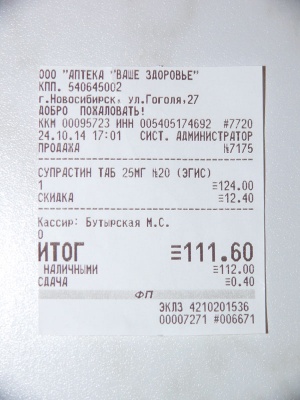 ООО "АПТЕКА "ВАШЕ ЗДОРОВЬЕ"
КПП. 540645002
г.Новосибирск, ул.Гоголя,27
ДОБРО ПОЖАЛОВАТЬ!
ККМ 00095723 ИНН 005405174692 #7720
24.10.14 17:01 СИСТ. АДМИНИСТРАТОР
ПРОДАЖА №7175
СУПРАСТИН ТАБ 25МГ №20 (ЭГИС)
1 ≡124.00
СКИДКА ≡12.40
Кассир: Бутырская М.С.
0
ИТОГ ≡111.60
НАЛИЧНЫМИ ≡112.00
СДАЧА ≡0.40
ФП
ЭКЛЗ 4210201536
00007271 #006671